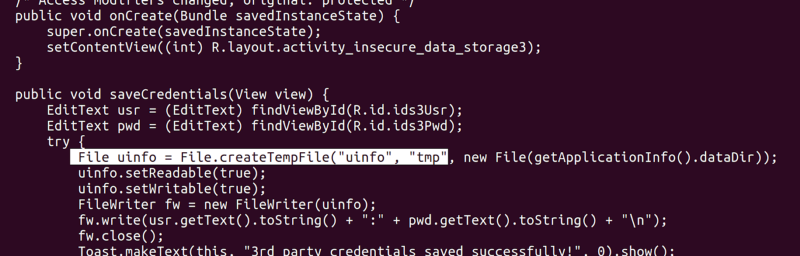 /* Access modifiers changed, original: protected */
public void onCreate(Bundle savedInstanceState) {
super.onCreate(savedInstanceState);
setContentView((int) R.layout.activity_insecure_data_storage3);
}
public void saveCredentials(View view) {
EditText usr = (EditText) findViewById(R.id.ids3Usr);
EditText pwd = (EditText) findViewById(R.id.ids3Pwd);
try {
File uinfo = File.createTempFile("uinfo", "tmp", new File(getApplicationInfo().dataDir));
uinfo.setReadable(true);
uinfo.setWritable(true);
FileWriter fw = new FileWriter(uinfo);
fw.write(usr.getText().toString() + ":" + pwd.getText().toString() + "\n");
fw.close();
Toast.makeText(this, "3rd party credentials saved successfully!", 0).show();